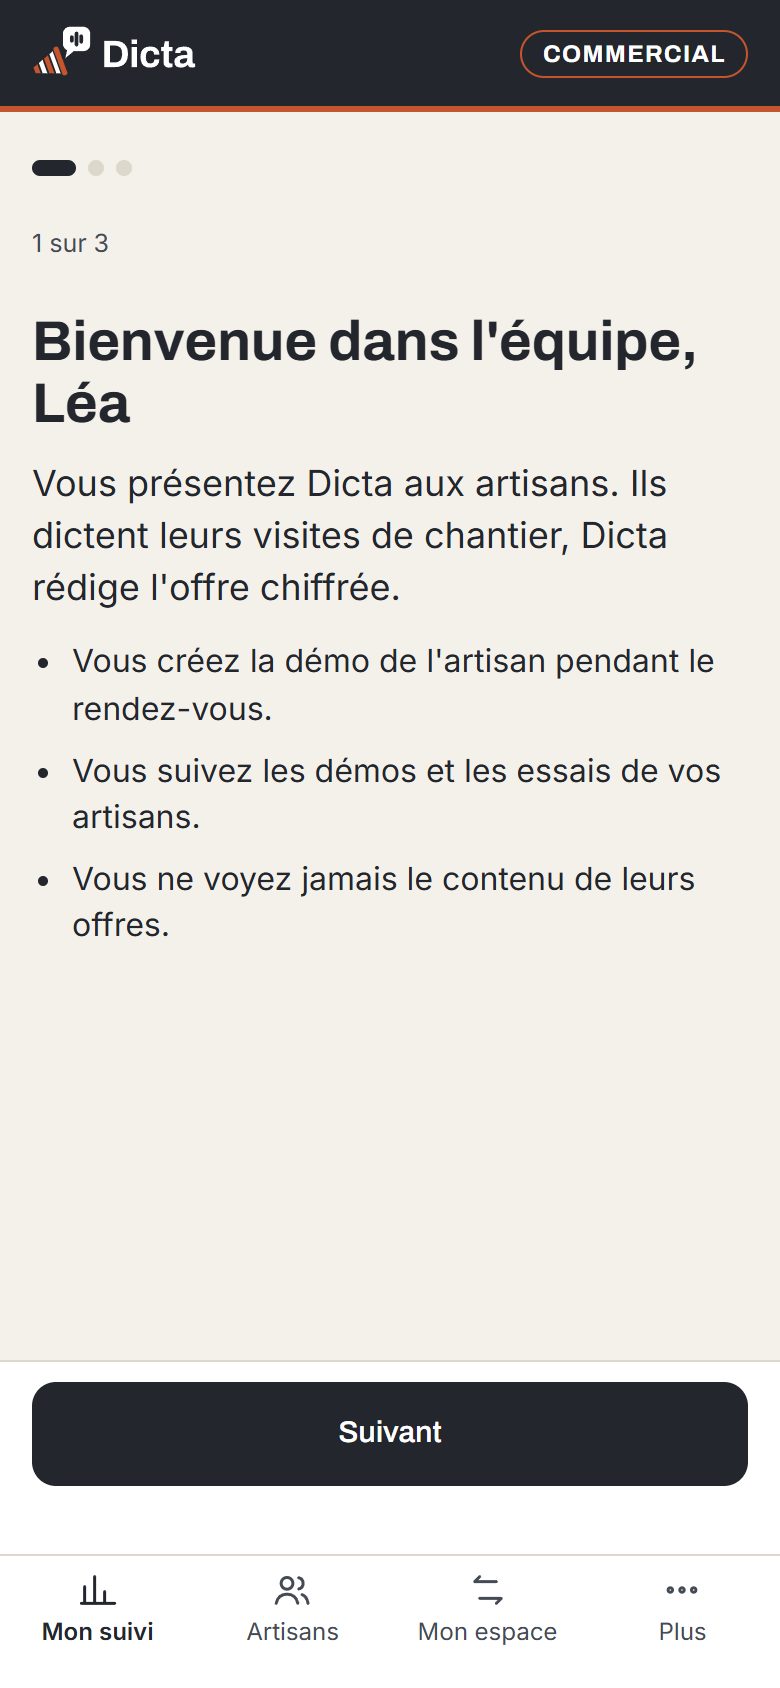 Dicta
COMMERCIAL
1 sur 3
Bienvenue dans l'équipe,
Léa
Vous présentez Dicta aux artisans. Ils
dictent leurs visites de chantier, Dicta
rédige l'offre chiffrée.
• Vous créez la démo de l'artisan pendant le
rendez-vous.
• Vous suivez les démos et les essais de vos
artisans.
• Vous ne voyez jamais le contenu de leurs
offres.
Suivant
Mon suivi
Artisans
Mon espace
Plus